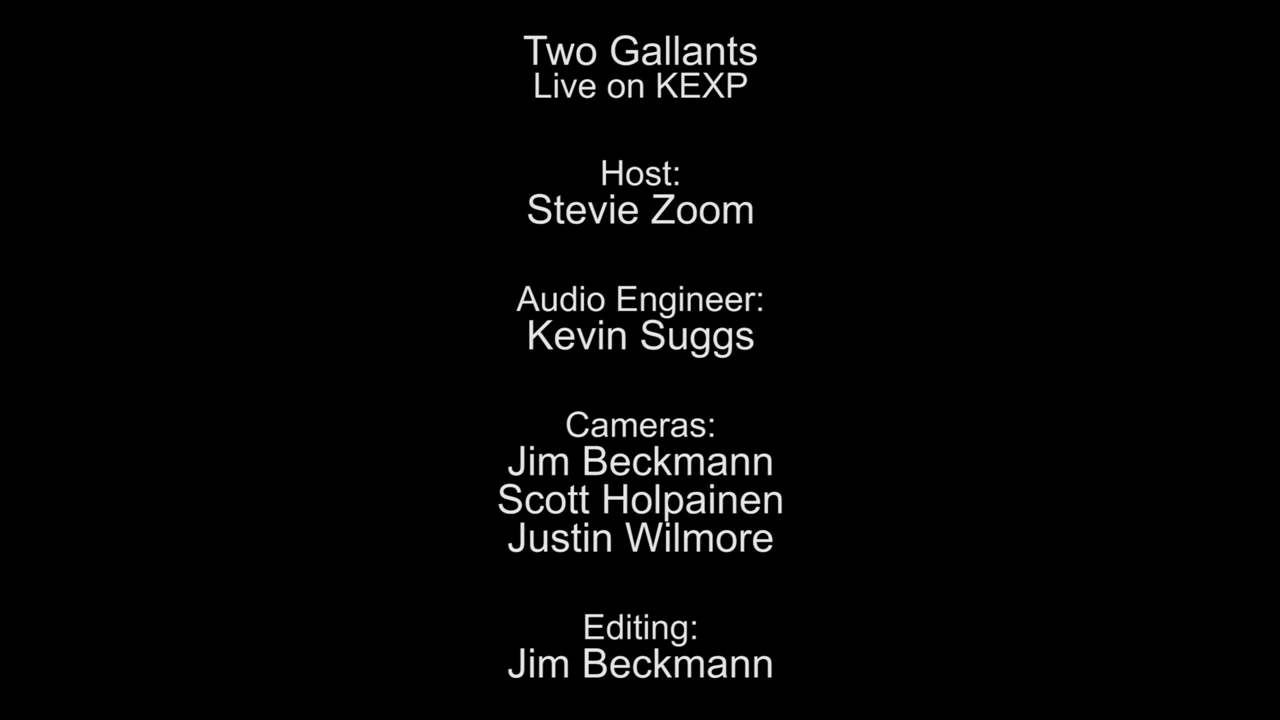 Two Gallants
Live on KEXP
Host:
Stevie Zoom
Audio Engineer:
Kevin Suggs
Cameras:
Jim Beckmann
Scott Holpainen
Justin Wilmore
Editing:
Jim Beckmann